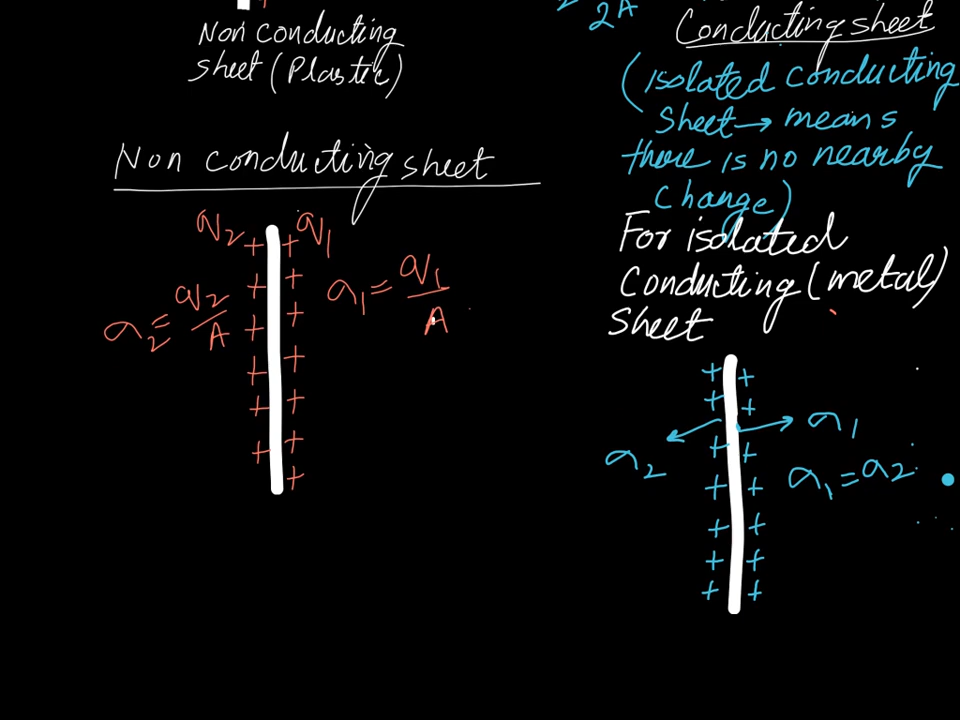 Non conducting
sheet (Plastic)
2A
Conducting sheet
(isolated conducting
sheet → means
there is no nearby
change)
Non conducting sheet
For isolated
Conducting (metal)
sheet
q2 q1
σ1 = q1/A
σ2 = q2/A
σ1
σ2
σ1 = σ2